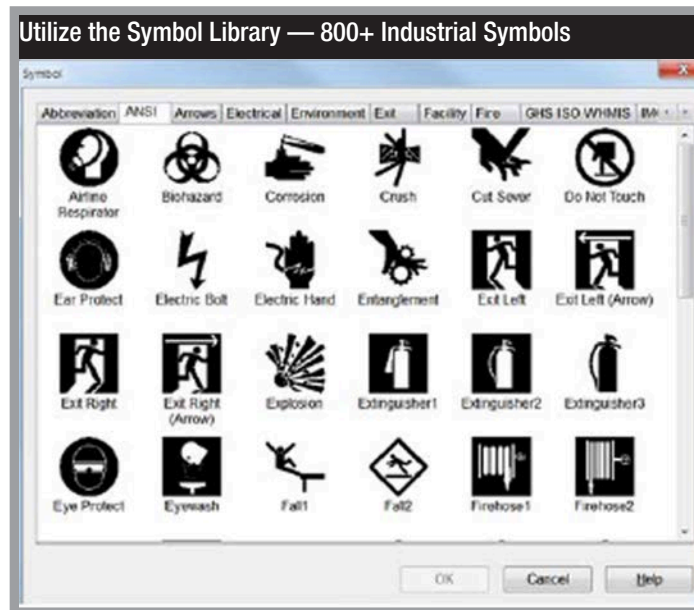 Utilize the Symbol Library — 800+ Industrial Symbols
Symbol
Abbreviation ANSI Arrows Electrical Environment Exit Facility Fire GHS ISO WHMIS
Airline Biohazard Corrosion Crush Cut Sever Do Not Touch
Respirator
Ear Protect Electric Bolt Electric Hand Entanglement Exit Left Exit Left (Arrow)
Exit Right Exit Right Explosion Extinguisher1 Extinguisher2 Extinguisher3
(Arrow)
Eye Protect Eyewash Fall1 Fall2 Firehose1 Firehose2
OK Cancel Help